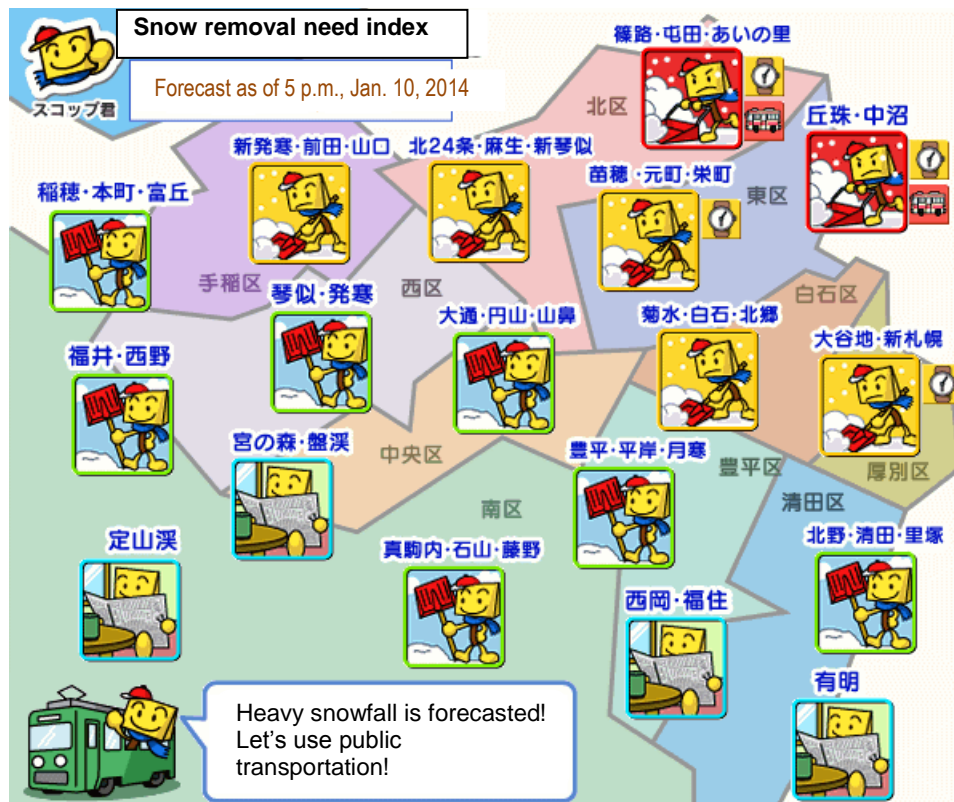 Snow removal need index
Forecast as of 5 p.m., Jan. 10, 2014
スコップ君
篠路・屯田・あいの里
北区
丘珠・中沼
新発寒・前田・山口
北24条・麻生・新琴似
苗穂・元町・栄町
東区
稲穂・本町・富丘
手稲区
西区
琴似・発寒
大通・円山・山鼻
菊水・白石・北郷
白石区
大谷地・新札幌
福井・西野
宮の森・盤渓
中央区
豊平・平岸・月寒
豊平区
厚別区
清田区
南区
定山渓
真駒内・石山・藤野
北野・清田・里塚
西岡・福住
有明
Heavy snowfall is forecasted!
Let's use public
transportation!